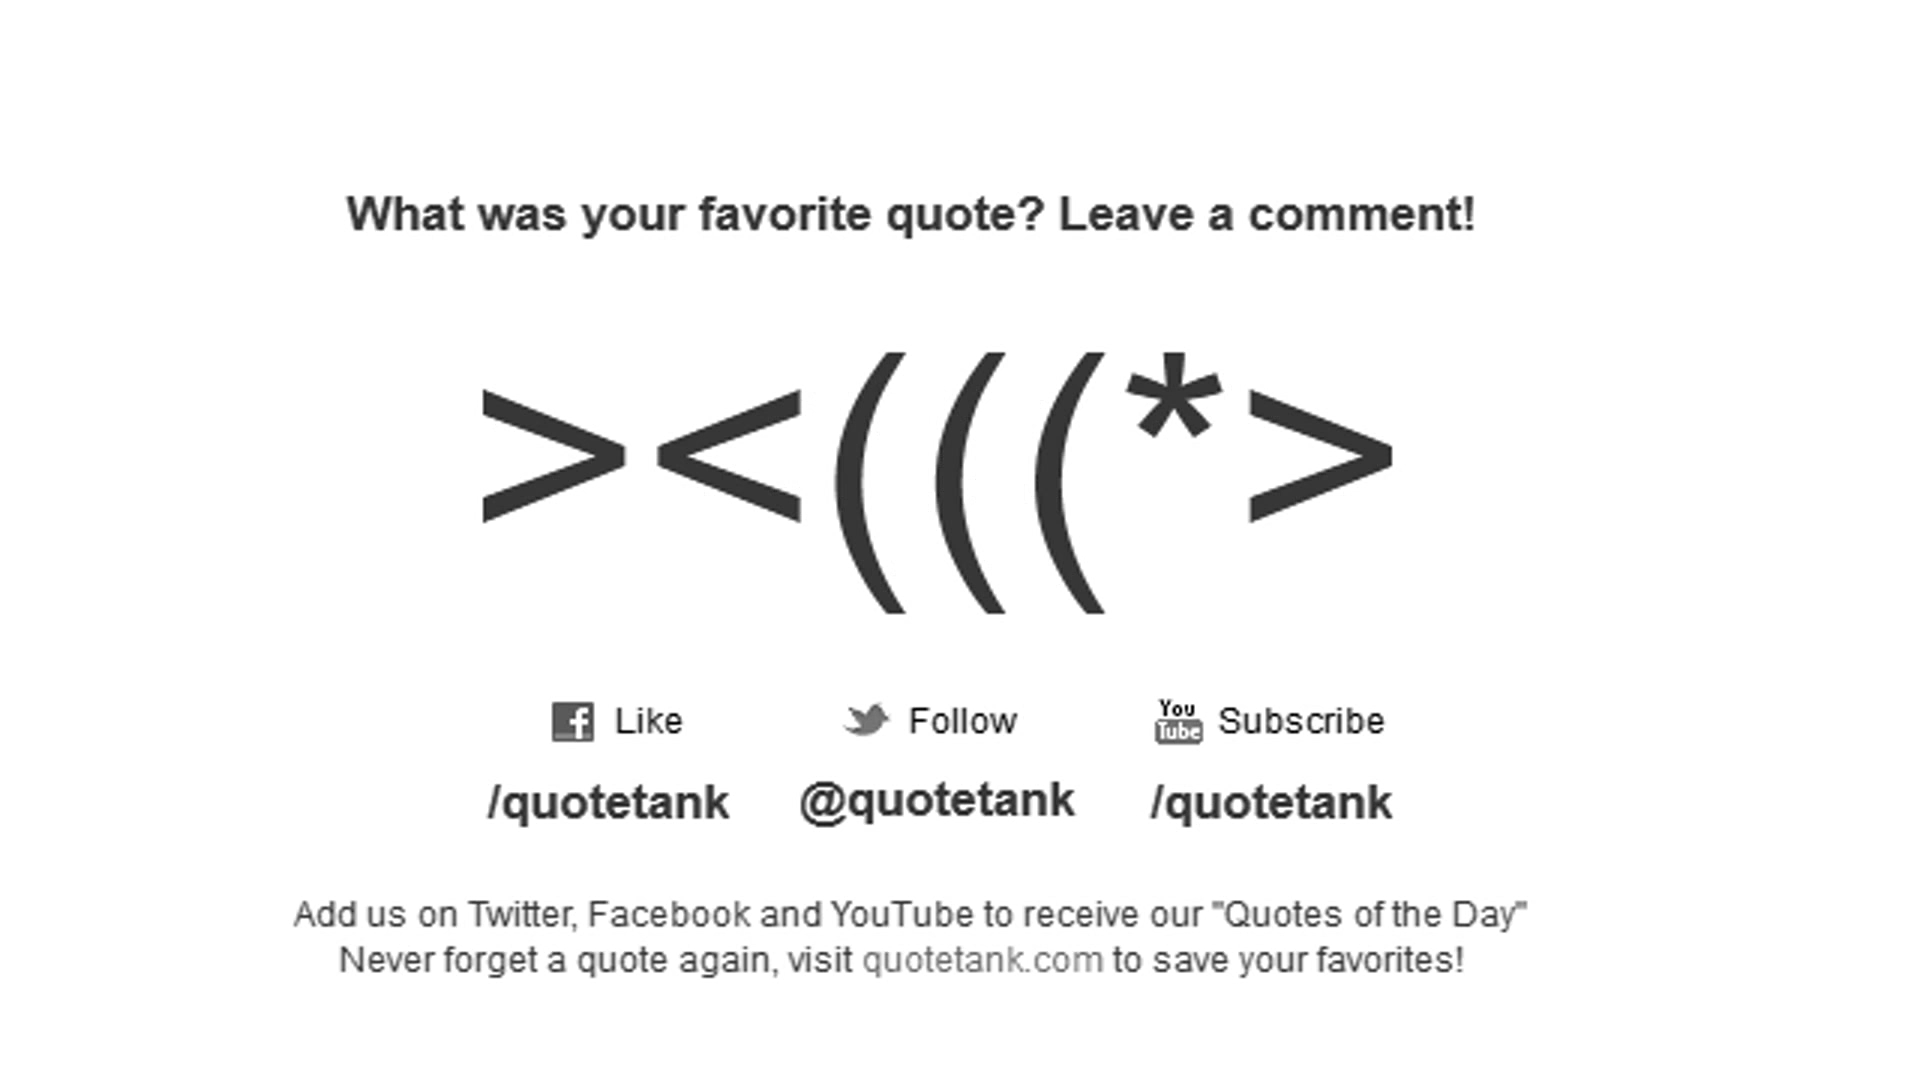 What was your favorite quote? Leave a comment!
><(((*>
f Like Follow You Tube Subscribe
/quotetank @quotetank /quotetank
Add us on Twitter, Facebook and YouTube to receive our "Quotes of the Day"
Never forget a quote again, visit quotetank.com to save your favorites!